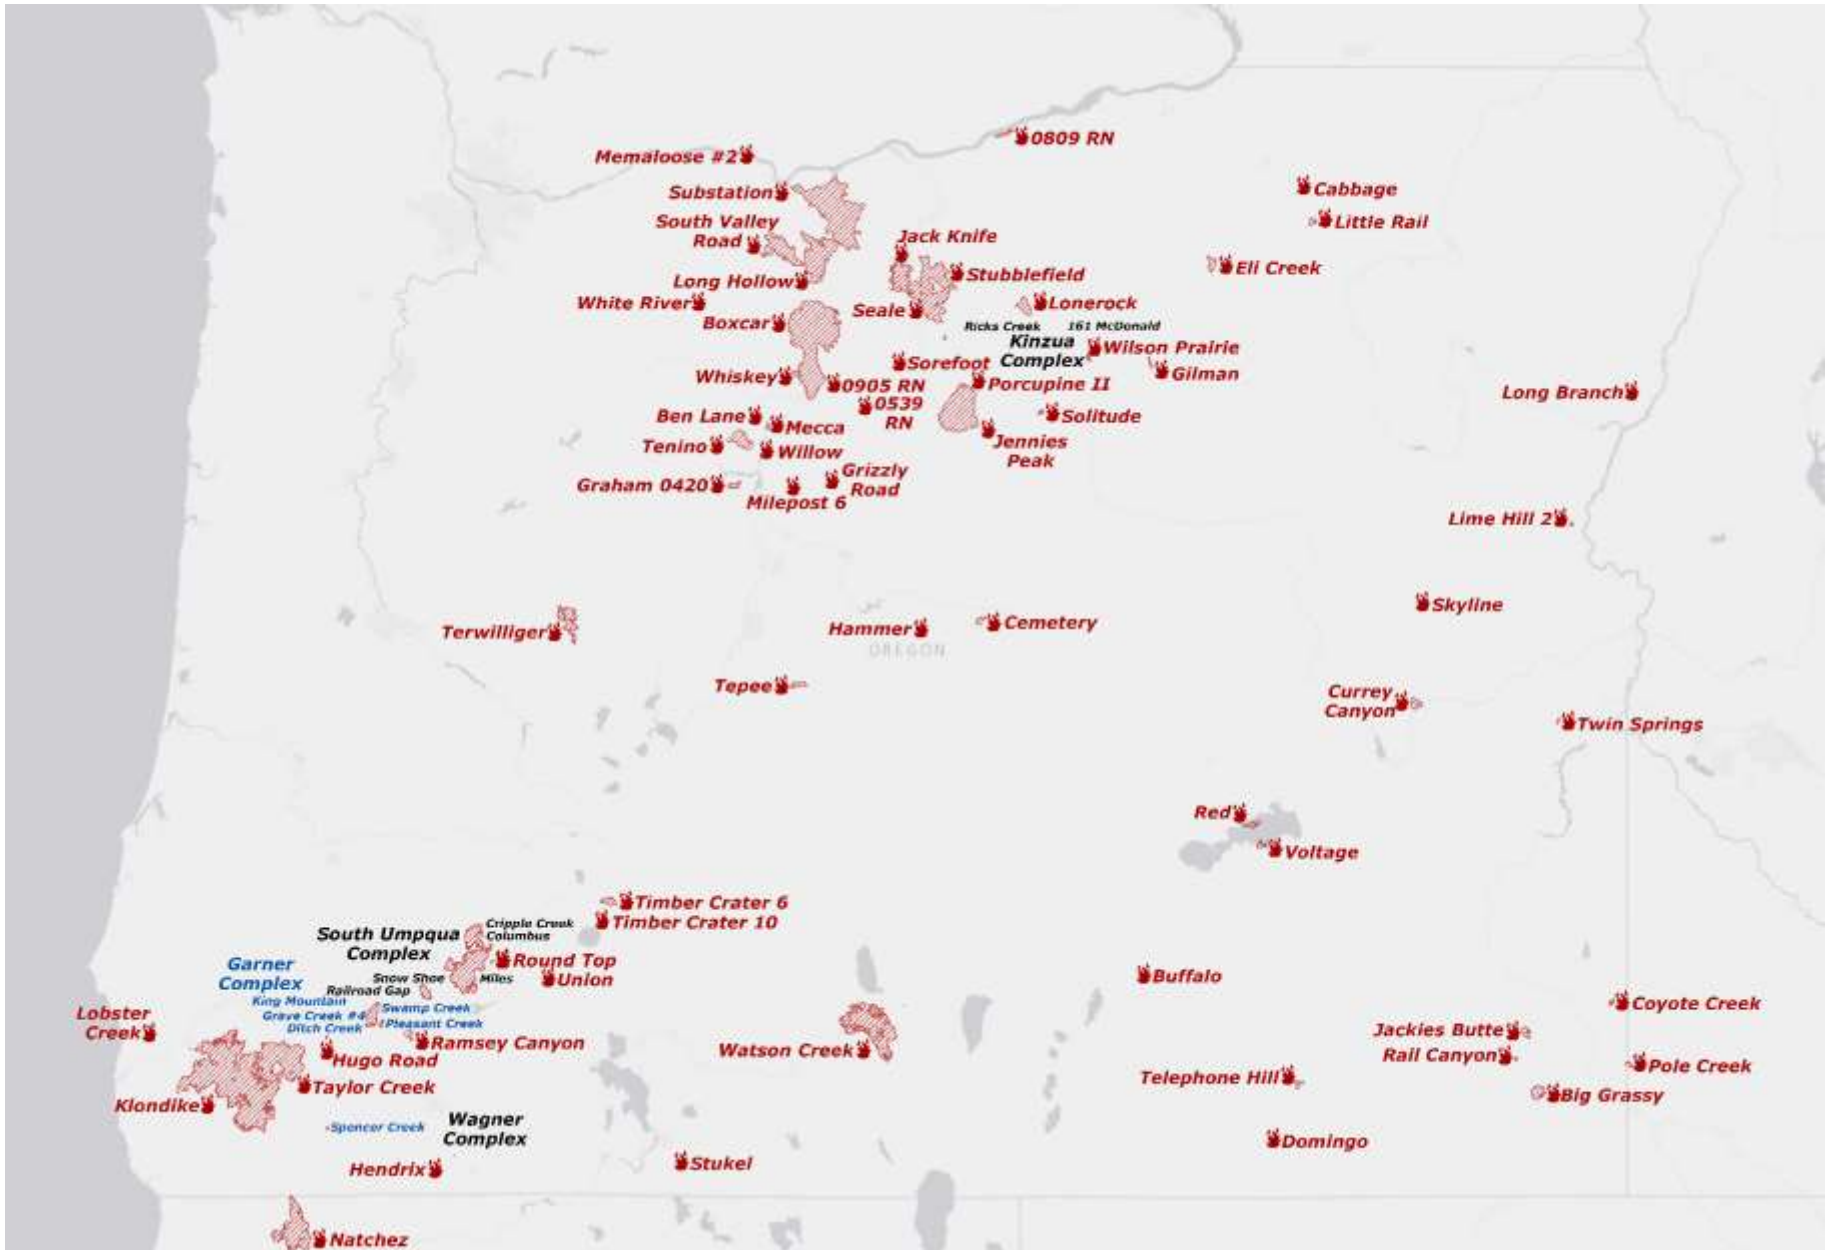 0809 RN
Memaloose #2
Cabbage
Substation
Little Rail
South Valley
Road
Jack Knife
Eli Creek
Stubblefield
Long Hollow
White River
Lonerock
Seale
Boxcar
Ricks Creek
161 McDonald
Kinzua
Complex
Wilson Prairie
Sorefoot
Gilman
Whiskey
0905 RN
Porcupine II
Long Branch
0539
RN
Ben Lane
Mecca
Solitude
Tenino
Willow
Jennies
Peak
Grizzly
Road
Graham 0420
Milepost 6
Lime Hill 2
Skyline
Terwilliger
Hammer
Cemetery
OREGON
Tepee
Currey
Canyon
Twin Springs
Red
Voltage
Timber Crater 6
Timber Crater 10
Cripple Creek
Columbus
South Umpqua
Complex
Round Top
Garner
Complex
Snow Shoe
Miles
Union
Buffalo
Railroad Gap
King Mountain
Swamp Creek
Coyote Creek
Grave Creek #4
Lobster
Creek
Ditch Creek
Pleasant Creek
Jackies Butte
Ramsey Canyon
Watson Creek
Rail Canyon
Hugo Road
Pole Creek
Telephone Hill
Taylor Creek
Big Grassy
Klondike
Spencer Creek
Wagner
Complex
Domingo
Hendrix
Stukel
Natchez